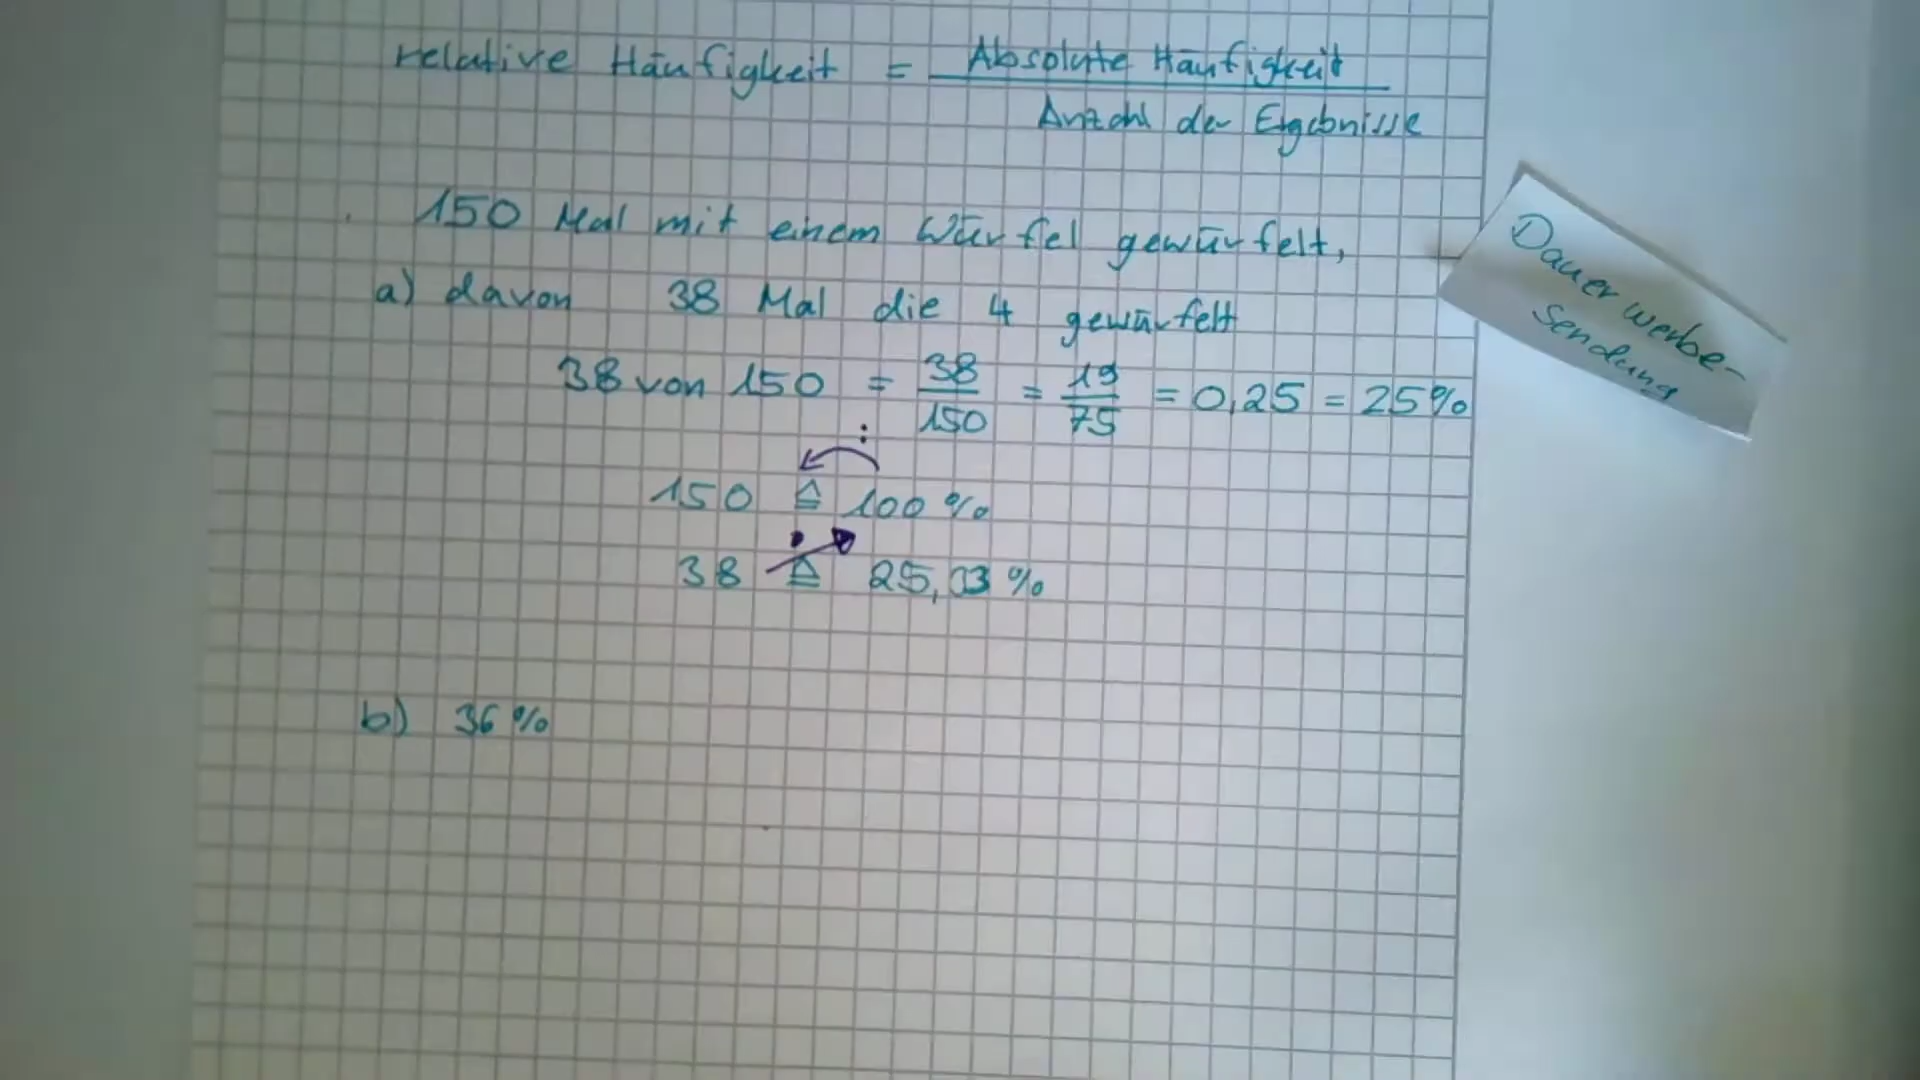 relative Häufigkeit = Absolute Häufigkeit
Anzahl der Ergebnisse
150 Mal mit einem Würfel gewürfelt,
a) davon 38 Mal die 4 gewürfelt
38 von 150 = 38/150 = 19/75 = 0,25 = 25%
:
150 ≙ 100 %
·
38 ≙ 25,33 %
b) 36 %
Dauerwerbe-
sendung